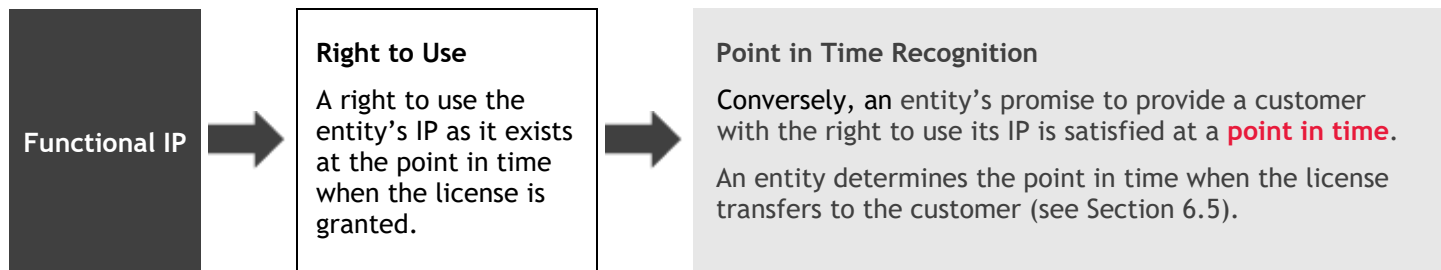 Functional IP
Right to Use
A right to use the
entity's IP as it exists
at the point in time
when the license is
granted.
Point in Time Recognition
Conversely, an entity's promise to provide a customer
with the right to use its IP is satisfied at a point in time.
An entity determines the point in time when the license
transfers to the customer (see Section 6.5).